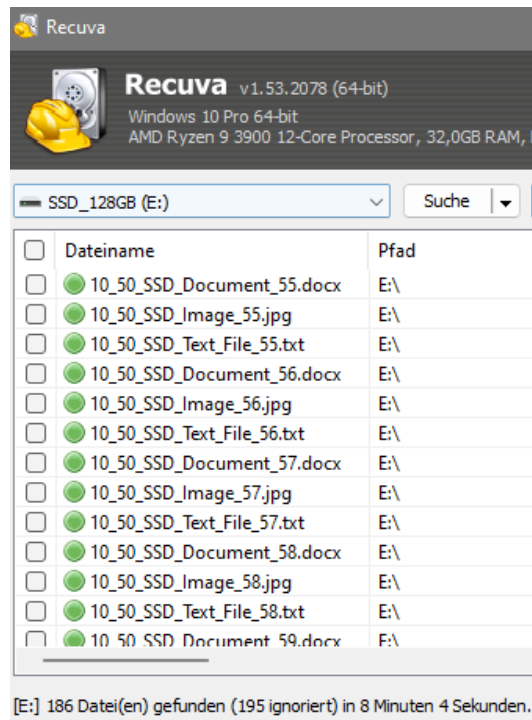 Recuva
Recuva v1.53.2078 (64-bit)
Windows 10 Pro 64-bit
AMD Ryzen 9 3900 12-Core Processor, 32,0GB RAM,
SSD_128GB (E:) Suche
Dateiname Pfad
10_50_SSD_Document_55.docx E:\
10_50_SSD_Image_55.jpg E:\
10_50_SSD_Text_File_55.txt E:\
10_50_SSD_Document_56.docx E:\
10_50_SSD_Image_56.jpg E:\
10_50_SSD_Text_File_56.txt E:\
10_50_SSD_Document_57.docx E:\
10_50_SSD_Image_57.jpg E:\
10_50_SSD_Text_File_57.txt E:\
10_50_SSD_Document_58.docx E:\
10_50_SSD_Image_58.jpg E:\
10_50_SSD_Text_File_58.txt E:\
10_50_SSD_Document_59.docx E:\
[E:] 186 Datei(en) gefunden (195 ignoriert) in 8 Minuten 4 Sekunden.